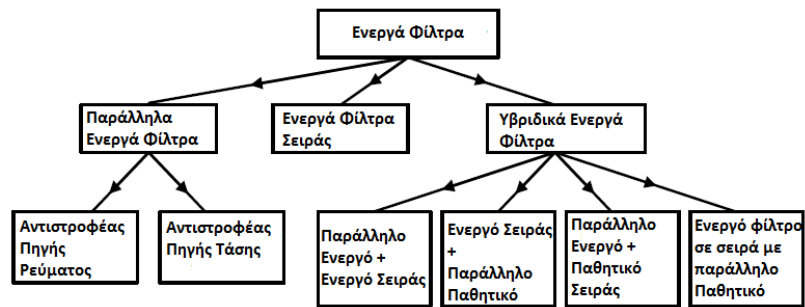 Ενεργά Φίλτρα
Παράλληλα
Ενεργά Φίλτρα
Ενεργά Φίλτρα
Σειράς
Υβριδικά Ενεργά
Φίλτρα
Αντιστροφέας
Πηγής
Ρεύματος
Αντιστροφέας
Πηγής Τάσης
Παράλληλο
Ενεργό +
Ενεργό Σειράς
Ενεργό Σειράς
+
Παράλληλο
Παθητικό
Παράλληλο
Ενεργό +
Παθητικό
Σειράς
Ενεργό φίλτρο
σε σειρά με
παράλληλο
Παθητικό